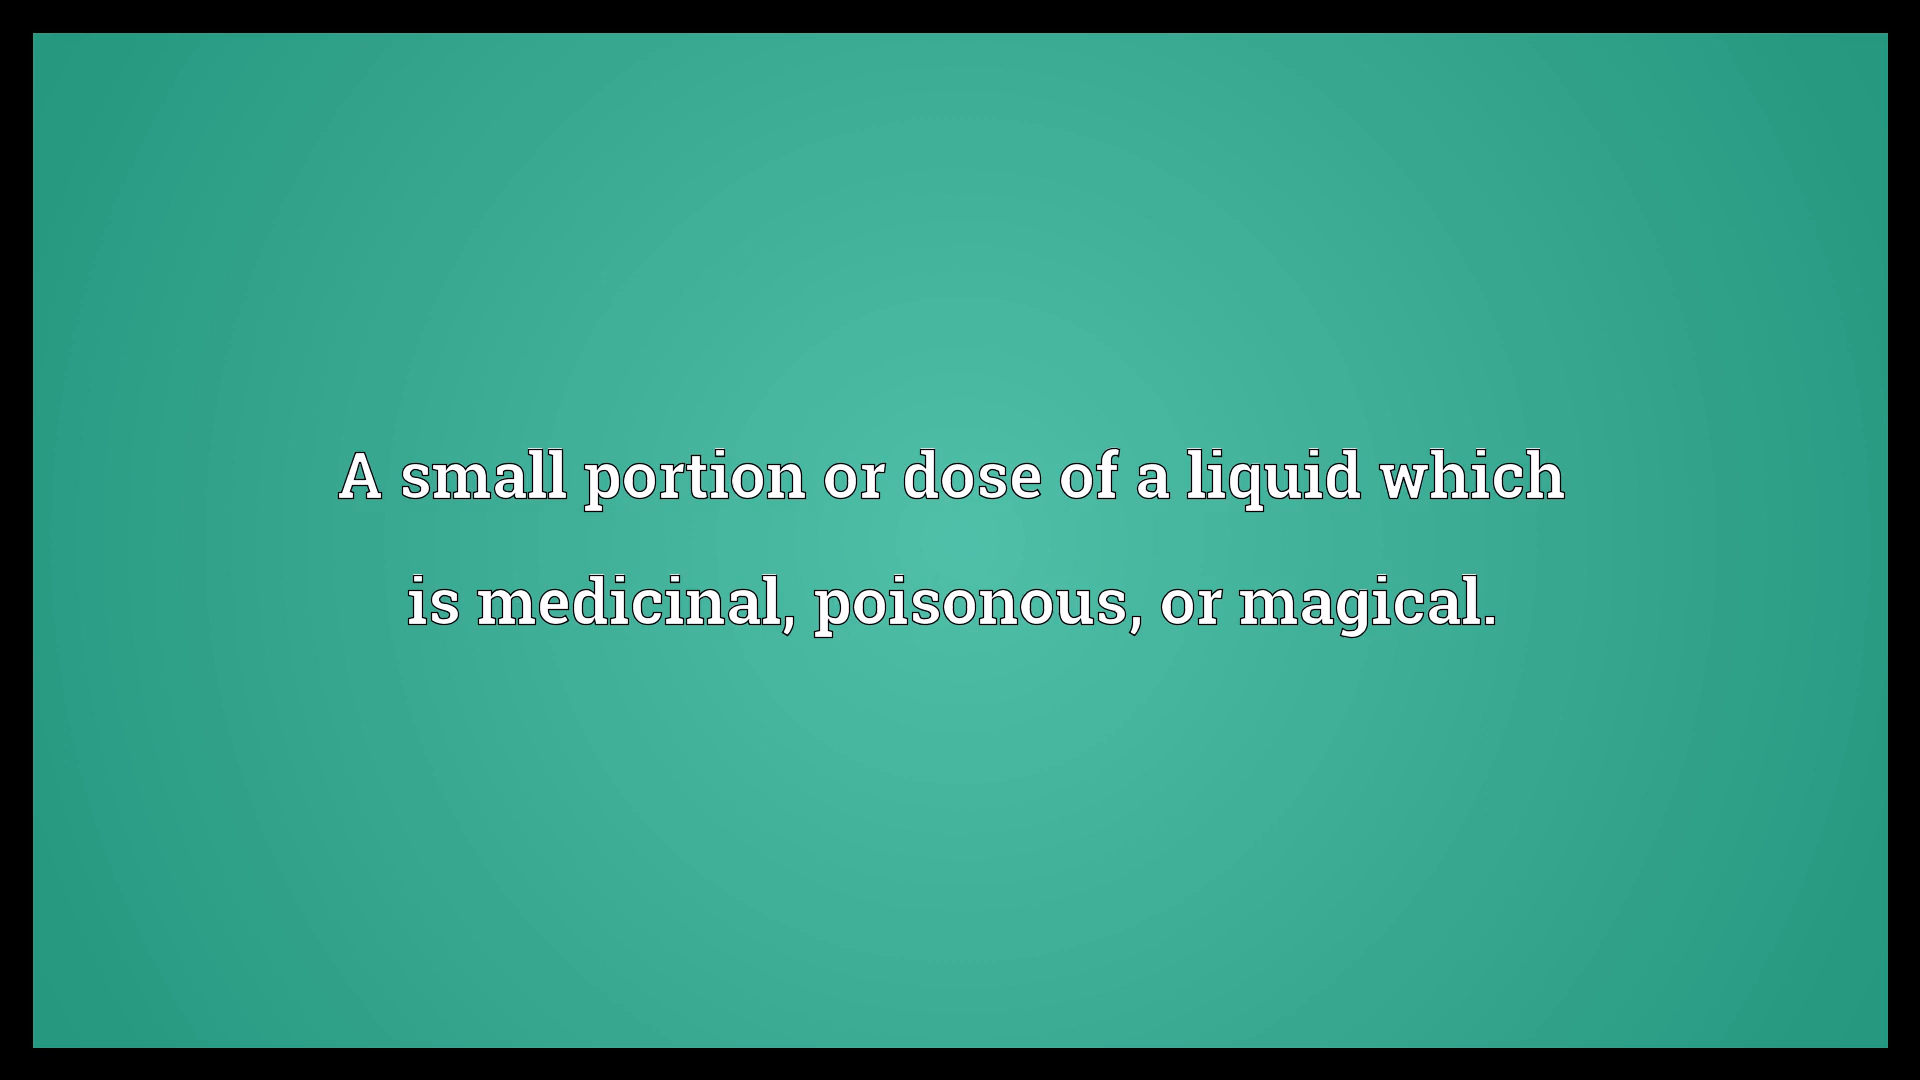 A small portion or dose of a liquid which
is medicinal, poisonous, or magical.